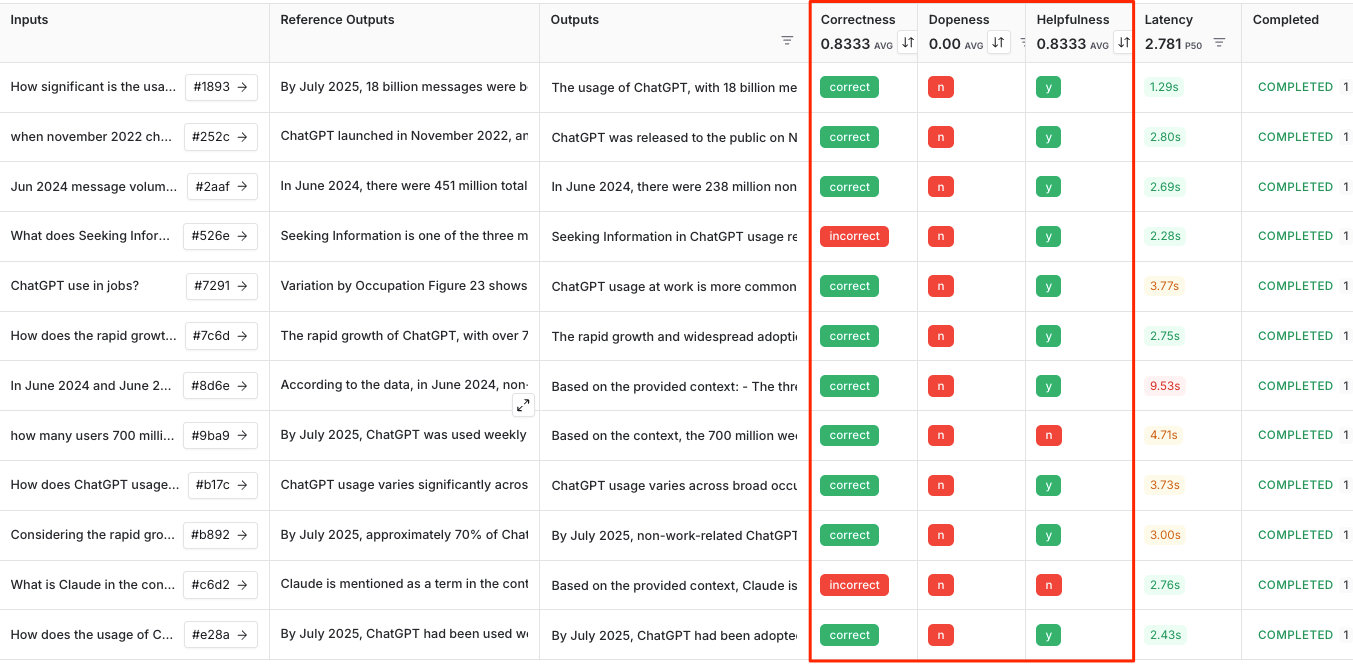 Inputs Reference Outputs Outputs Correctness Dopeness Helpfulness Latency Completed
0.8333 AVG 0.00 AVG 0.8333 AVG 2.781 P50
How significant is the usa... #1893 → By July 2025, 18 billion messages were b The usage of ChatGPT, with 18 billion me correct n y 1.29s COMPLETED 1
when november 2022 ch... #252c → ChatGPT launched in November 2022, an ChatGPT was released to the public on N correct n y 2.80s COMPLETED 1
Jun 2024 message volum... #2aaf → In June 2024, there were 451 million total In June 2024, there were 238 million non correct n y 2.69s COMPLETED 1
What does Seeking Infor... #526e → Seeking Information is one of the three m Seeking Information in ChatGPT usage re incorrect n y 2.28s COMPLETED 1
ChatGPT use in jobs? #7291 → Variation by Occupation Figure 23 shows ChatGPT usage at work is more common correct n y 3.77s COMPLETED 1
How does the rapid growt... #7c6d → The rapid growth of ChatGPT, with over 7 The rapid growth and widespread adopti correct n y 2.75s COMPLETED 1
In June 2024 and June 2... #8d6e → According to the data, in June 2024, non- Based on the provided context: - The thre correct n y 9.53s COMPLETED 1
how many users 700 milli... #9ba9 → By July 2025, ChatGPT was used weekly Based on the context, the 700 million wee correct n n 4.71s COMPLETED 1
How does ChatGPT usage... #b17c → ChatGPT usage varies significantly acros ChatGPT usage varies across broad occu correct n y 3.73s COMPLETED 1
Considering the rapid gro... #b892 → By July 2025, approximately 70% of Chat By July 2025, non-work-related ChatGPT correct n y 3.00s COMPLETED 1
What is Claude in the con... #c6d2 → Claude is mentioned as a term in the cont Based on the provided context, Claude is incorrect n n 2.76s COMPLETED 1
How does the usage of C... #e28a → By July 2025, ChatGPT had been used we By July 2025, ChatGPT had been adopte correct n y 2.43s COMPLETED 1